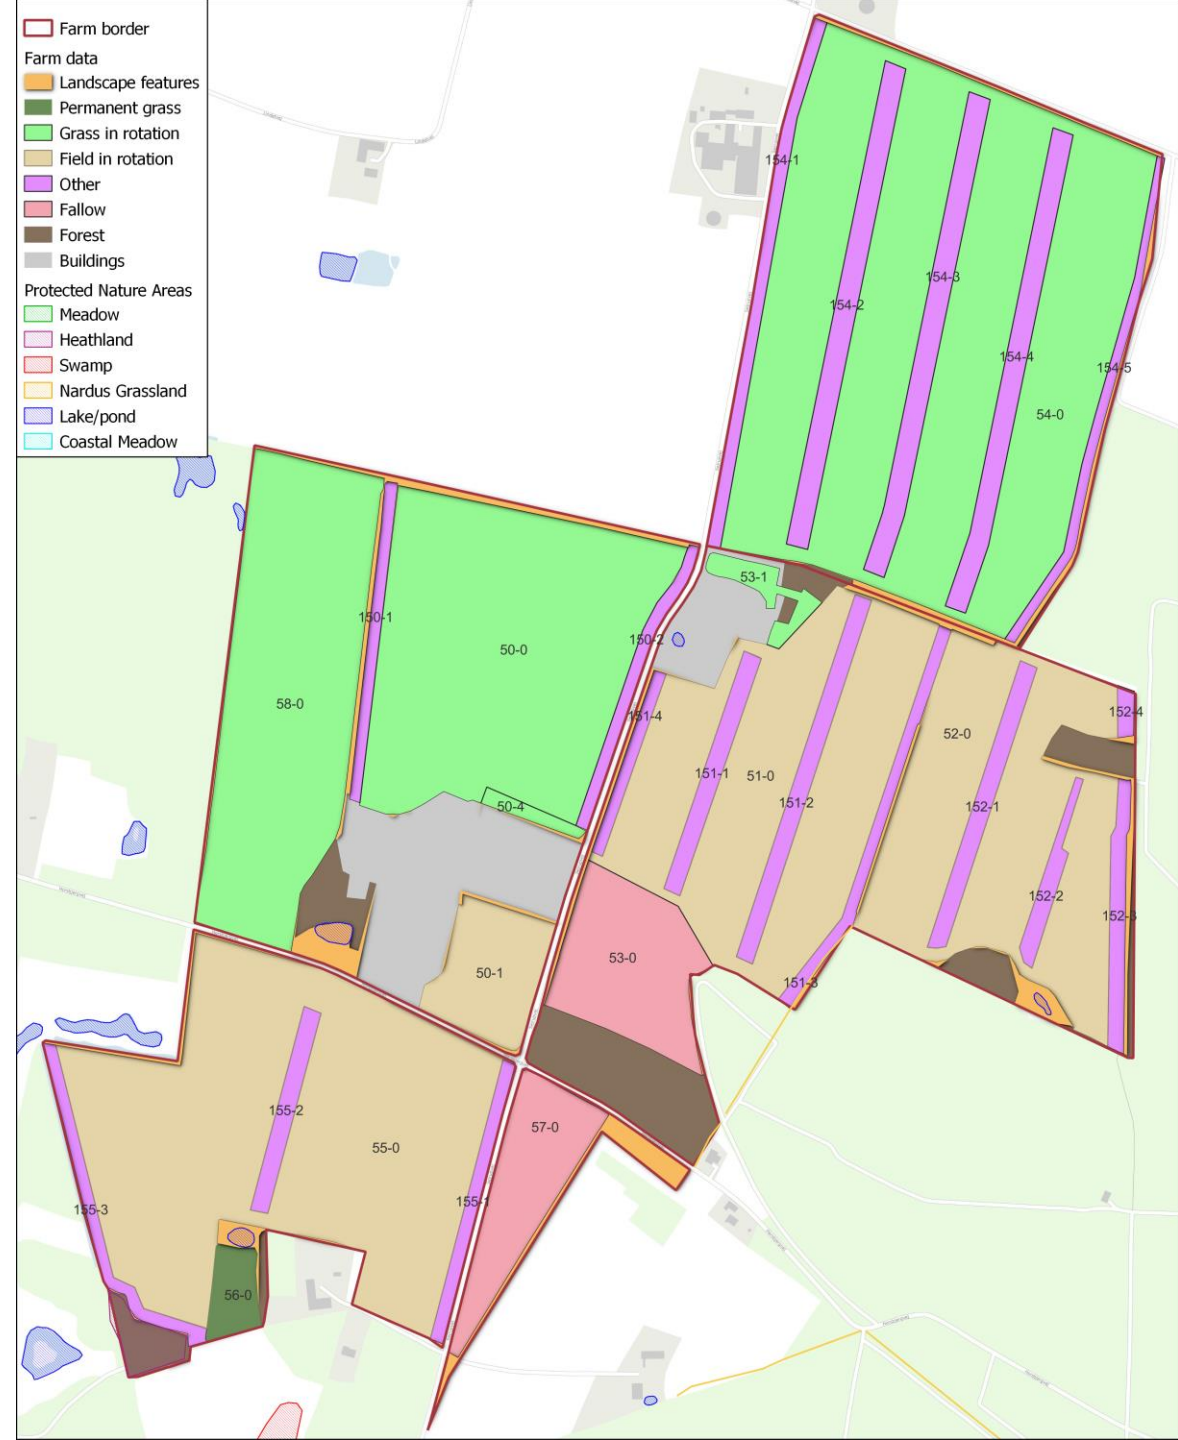 Farm border
Farm data
Landscape features
Permanent grass
Grass in rotation
Field in rotation
Other
Fallow
Forest
Buildings
Protected Nature Areas
Meadow
Heathland
Swamp
Nardus Grassland
Lake/pond
Coastal Meadow
154-1
154-3
154-2
154-4
154-5
54-0
53-1
150-1
150-2
50-0
58-0
151-4
152-4
52-0
151-1
51-0
151-2
152-1
50-4
152-2
152-3
53-0
50-1
151-3
155-2
57-0
55-0
155-1
155-3
56-0